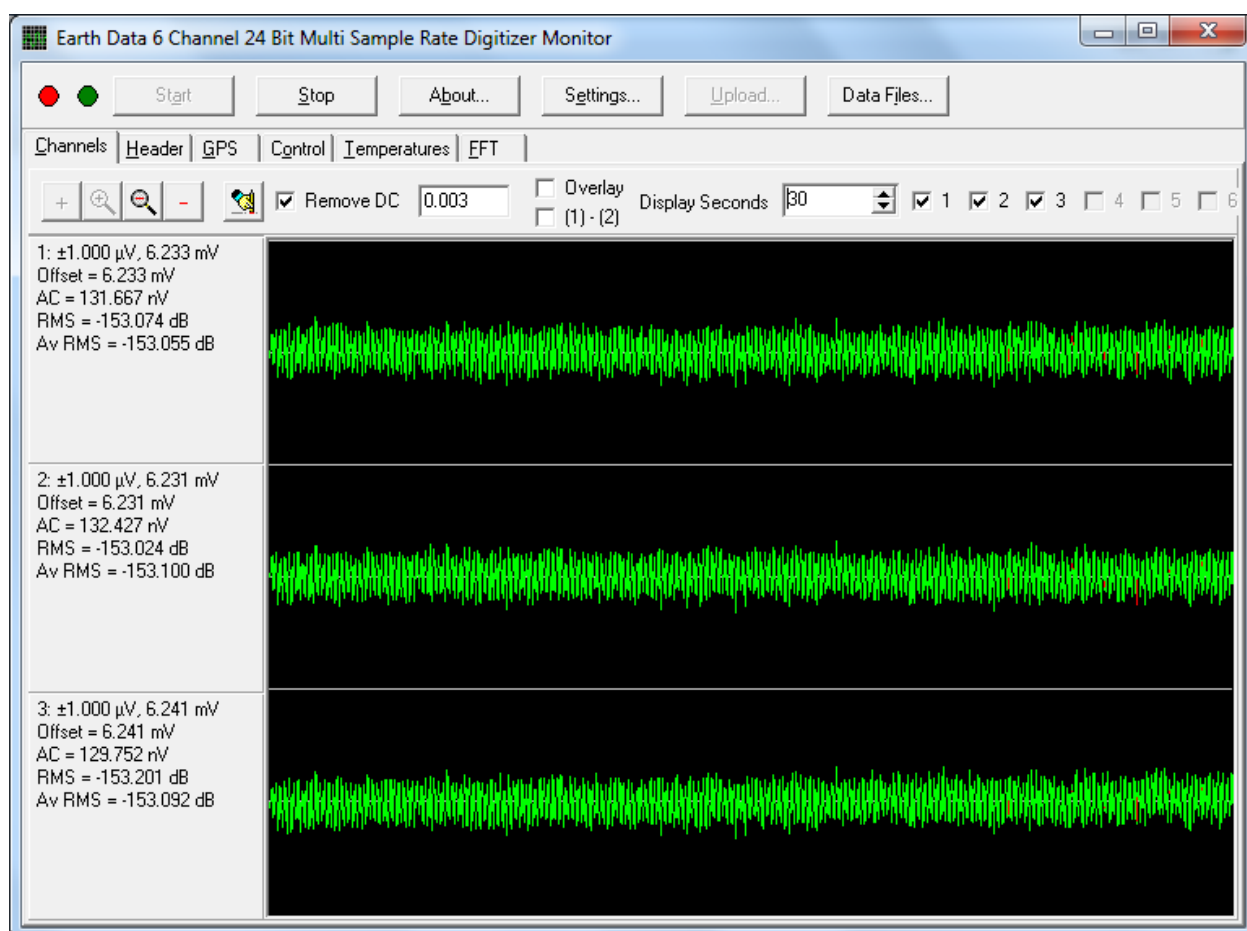 Earth Data 6 Channel 24 Bit Multi Sample Rate Digitizer Monitor
Start Stop About... Settings... Upload... Data Files...
Channels Header GPS Control Temperatures FFT
+ - Remove DC 0.003 Overlay (1) - (2) Display Seconds 30 1 2 3 4 5 6
1: ±1.000 µV, 6.233 mV
Offset = 6.233 mV
AC = 131.667 nV
RMS = -153.074 dB
Av RMS = -153.055 dB
2: ±1.000 µV, 6.231 mV
Offset = 6.231 mV
AC = 132.427 nV
RMS = -153.024 dB
Av RMS = -153.100 dB
3: ±1.000 µV, 6.241 mV
Offset = 6.241 mV
AC = 129.752 nV
RMS = -153.201 dB
Av RMS = -153.092 dB